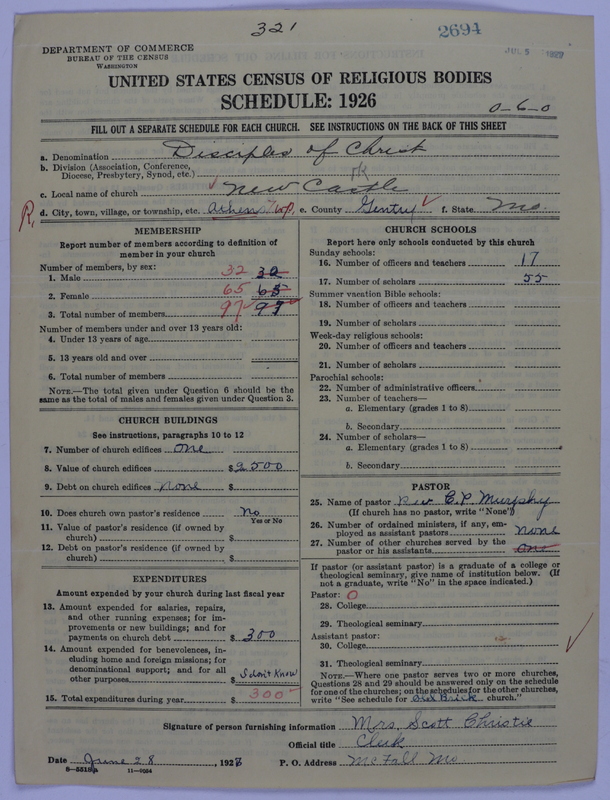 321
2694
JUL 5 1929
DEPARTMENT OF COMMERCE
BUREAU OF THE CENSUS
WASHINGTON
UNITED STATES CENSUS OF RELIGIOUS BODIES
SCHEDULE: 1926
0-6-0
FILL OUT A SEPARATE SCHEDULE FOR EACH CHURCH. SEE INSTRUCTIONS ON THE BACK OF THIS SHEET
a. Denomination Disciples of Christ
b. Division (Association, Conference,
Diocese, Presbytery, Synod, etc.)
c. Local name of church New Castle
R, d. City, town, village, or township, etc. Athens Twp, e. County Gentry f. State Mo.
MEMBERSHIP
Report number of members according to definition of
member in your church
Number of members, by sex:
1. Male 32 32
2. Female 65 65
3. Total number of members 97 97
Number of members under and over 13 years old:
4. Under 13 years of age
5. 13 years old and over
6. Total number of members
NOTE.—The total given under Question 6 should be the
same as the total of males and females given under Question 3.
CHURCH BUILDINGS
See instructions, paragraphs 10 to 12
7. Number of church edifices one
8. Value of church edifices $2500
9. Debt on church edifices none $
10. Does church own pastor's residence No
Yes or No
11. Value of pastor's residence (if owned by
church) $
12. Debt on pastor's residence (if owned by
church) $
EXPENDITURES
Amount expended by your church during last fiscal year
13. Amount expended for salaries, repairs,
and other running expenses; for im-
provements or new buildings; and for
payments on church debt $ 300
14. Amount expended for benevolences, in-
cluding home and foreign missions; for
denominational support; and for all
other purposes $ I don't Know
15. Total expenditures during year $ 300
CHURCH SCHOOLS
Report here only schools conducted by this church
Sunday schools:
16. Number of officers and teachers 17
17. Number of scholars 55
Summer vacation Bible schools:
18. Number of officers and teachers
19. Number of scholars
Week-day religious schools:
20. Number of officers and teachers
21. Number of scholars
Parochial schools:
22. Number of administrative officers
23. Number of teachers—
a. Elementary (grades 1 to 8)
b. Secondary
24. Number of scholars—
a. Elementary (grades 1 to 8)
b. Secondary
PASTOR
25. Name of pastor Rev. C. P. Murphy
(If church has no pastor, write "None")
26. Number of ordained ministers, if any, em-
ployed as assistant pastors none
27. Number of other churches served by the
pastor or his assistants one
If pastor (or assistant pastor) is a graduate of a college or
theological seminary, give name of institution below. (If
not a graduate, write "No" in the space indicated.)
Pastor: 0
28. College
29. Theological seminary
Assistant pastor:
30. College
31. Theological seminary
NOTE.—Where one pastor serves two or more churches,
Questions 28 and 29 should be answered only on the schedule
for one of the churches; on the schedules for the other churches,
write "See schedule for Brick church."
Signature of person furnishing information Mrs. Scott Christie
Official title Clerk
Date June 28, 1928 P. O. Address McFall Mo.
8-5518a 11-9054